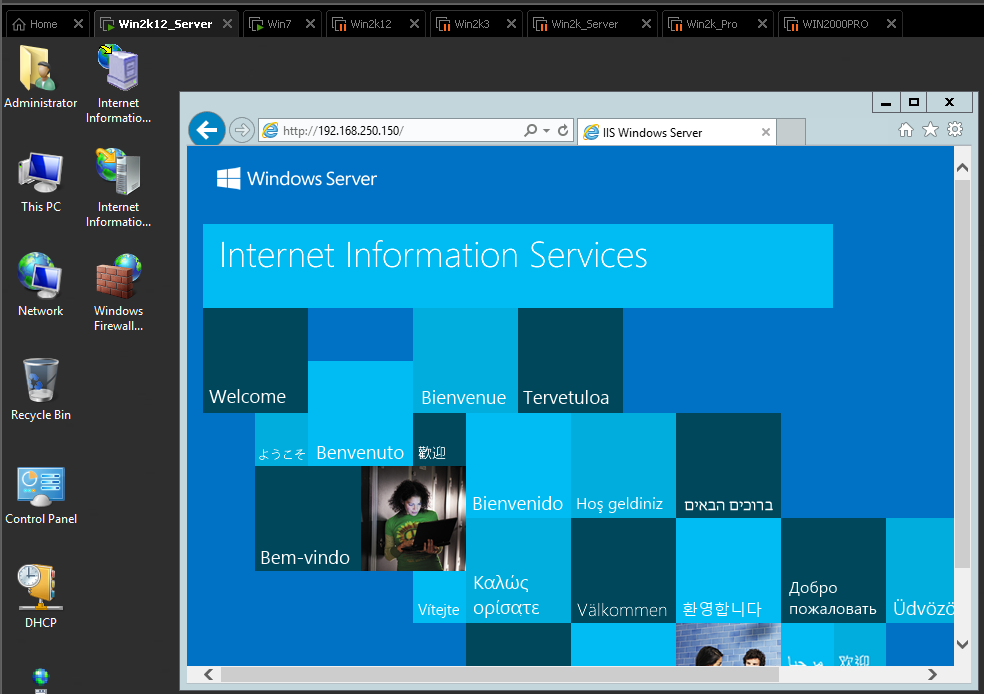 Home
Win2k12_Server
Win7
Win2k12
Win2k3
Win2k_Server
Win2k_Pro
WIN2000PRO
Administrator
Internet
Informatio...
This PC
Internet
Informatio...
Network
Windows
Firewall...
Recycle Bin
Control Panel
DHCP
http://192.168.250.150/
IIS Windows Server
Windows Server
Internet Information Services
Welcome
Bienvenue
Tervetuloa
ようこそ
Benvenuto
歡迎
Bienvenido
Hoş geldiniz
ברוכים הבאים
Bem-vindo
Vítejte
Καλώς
ορίσατε
Välkommen
환영합니다
Добро
пожаловать
Üdvözö
欢迎